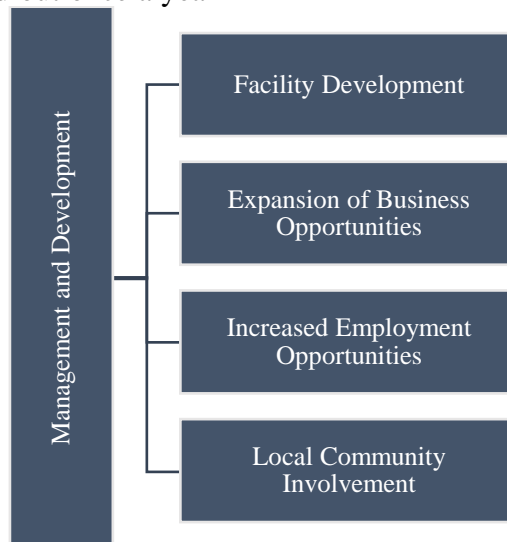 Management and Development
Facility Development
Expansion of Business
Opportunities
Increased Employment
Opportunities
Local Community
Involvement